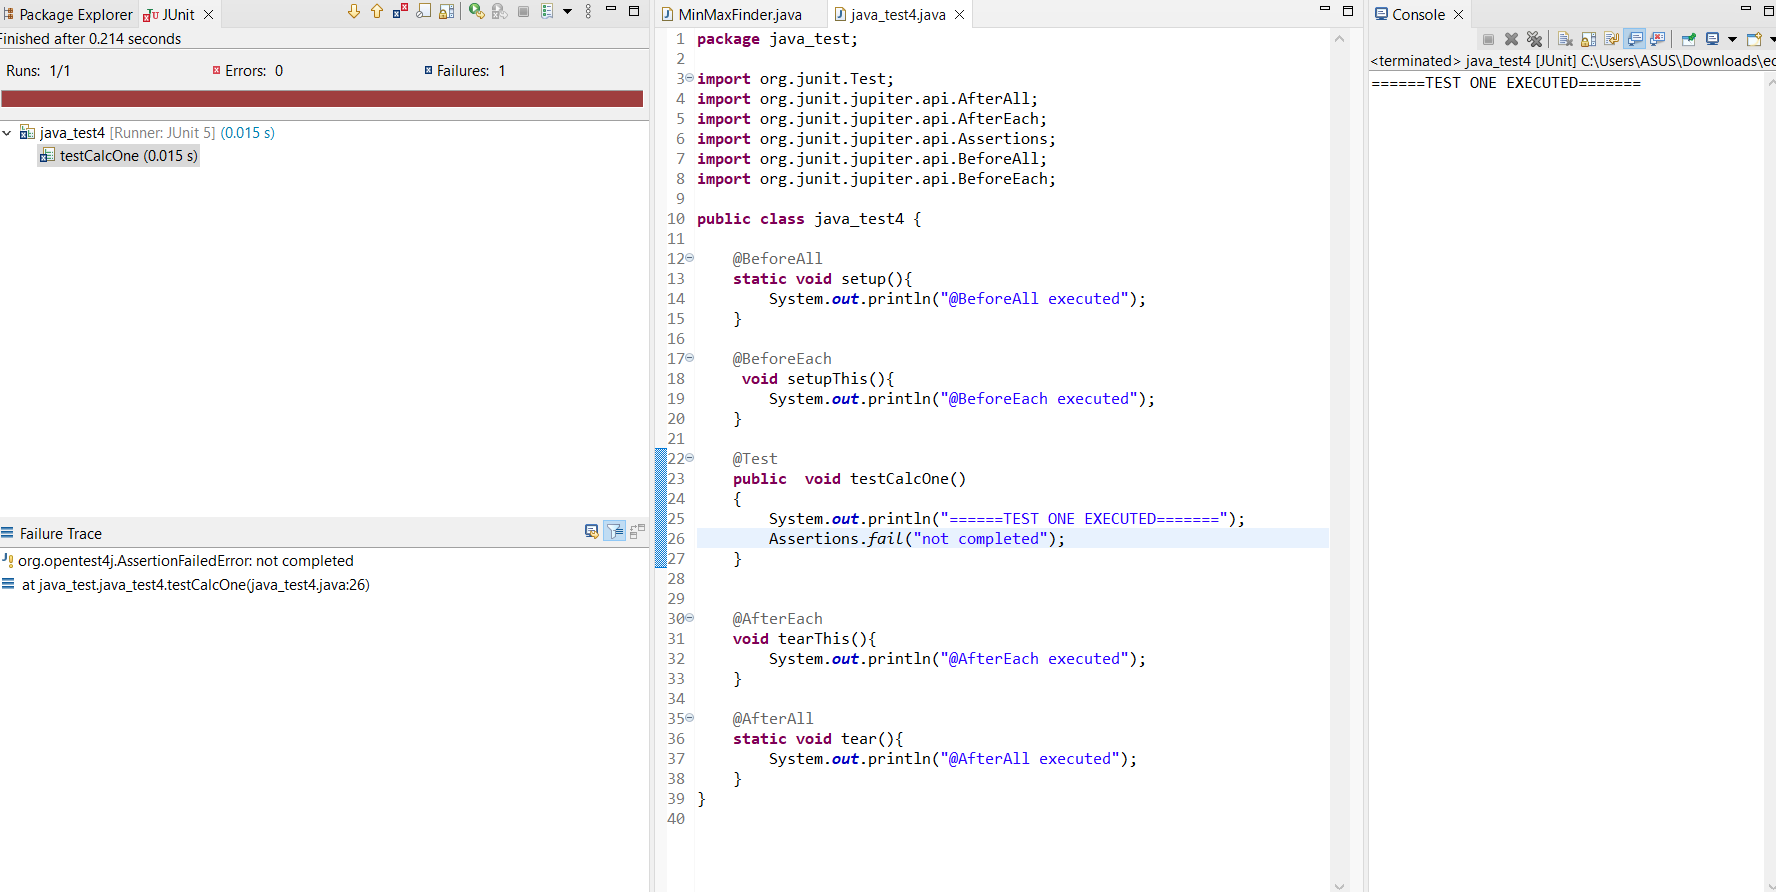 Package Explorer
JUnit
Finished after 0.214 seconds
Runs: 1/1
Errors: 0
Failures: 1
java_test4 [Runner: JUnit 5] (0.015 s)
testCalcOne (0.015 s)
Failure Trace
org.opentest4j.AssertionFailedError: not completed
at java_test.java_test4.testCalcOne(java_test4.java:26)
MinMaxFinder.java
java_test4.java
1 package java_test;
2
3 import org.junit.Test;
4 import org.junit.jupiter.api.AfterAll;
5 import org.junit.jupiter.api.AfterEach;
6 import org.junit.jupiter.api.Assertions;
7 import org.junit.jupiter.api.BeforeAll;
8 import org.junit.jupiter.api.BeforeEach;
9
10 public class java_test4 {
11
12 @BeforeAll
13 static void setup(){
14 System.out.println("@BeforeAll executed");
15 }
16
17 @BeforeEach
18 void setupThis(){
19 System.out.println("@BeforeEach executed");
20 }
21
22 @Test
23 public  void testCalcOne()
24 {
25 System.out.println("======TEST ONE EXECUTED=======");
26 Assertions.fail("not completed");
27 }
28
29
30 @AfterEach
31 void tearThis(){
32 System.out.println("@AfterEach executed");
33 }
34
35 @AfterAll
36 static void tear(){
37 System.out.println("@AfterAll executed");
38 }
39 }
40
Console
<terminated> java_test4 [JUnit] C:\Users\ASUS\Downloads\ec
======TEST ONE EXECUTED=======